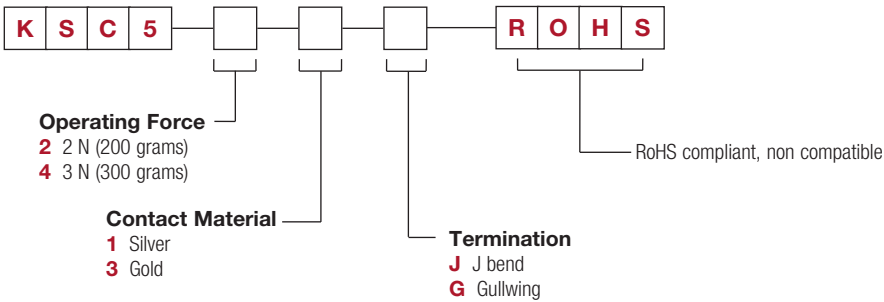 K S C 5 R O H S
Operating Force
2 2 N (200 grams)
4 3 N (300 grams)
RoHS compliant, non compatible
Contact Material
1 Silver
3 Gold
Termination
J J bend
G Gullwing